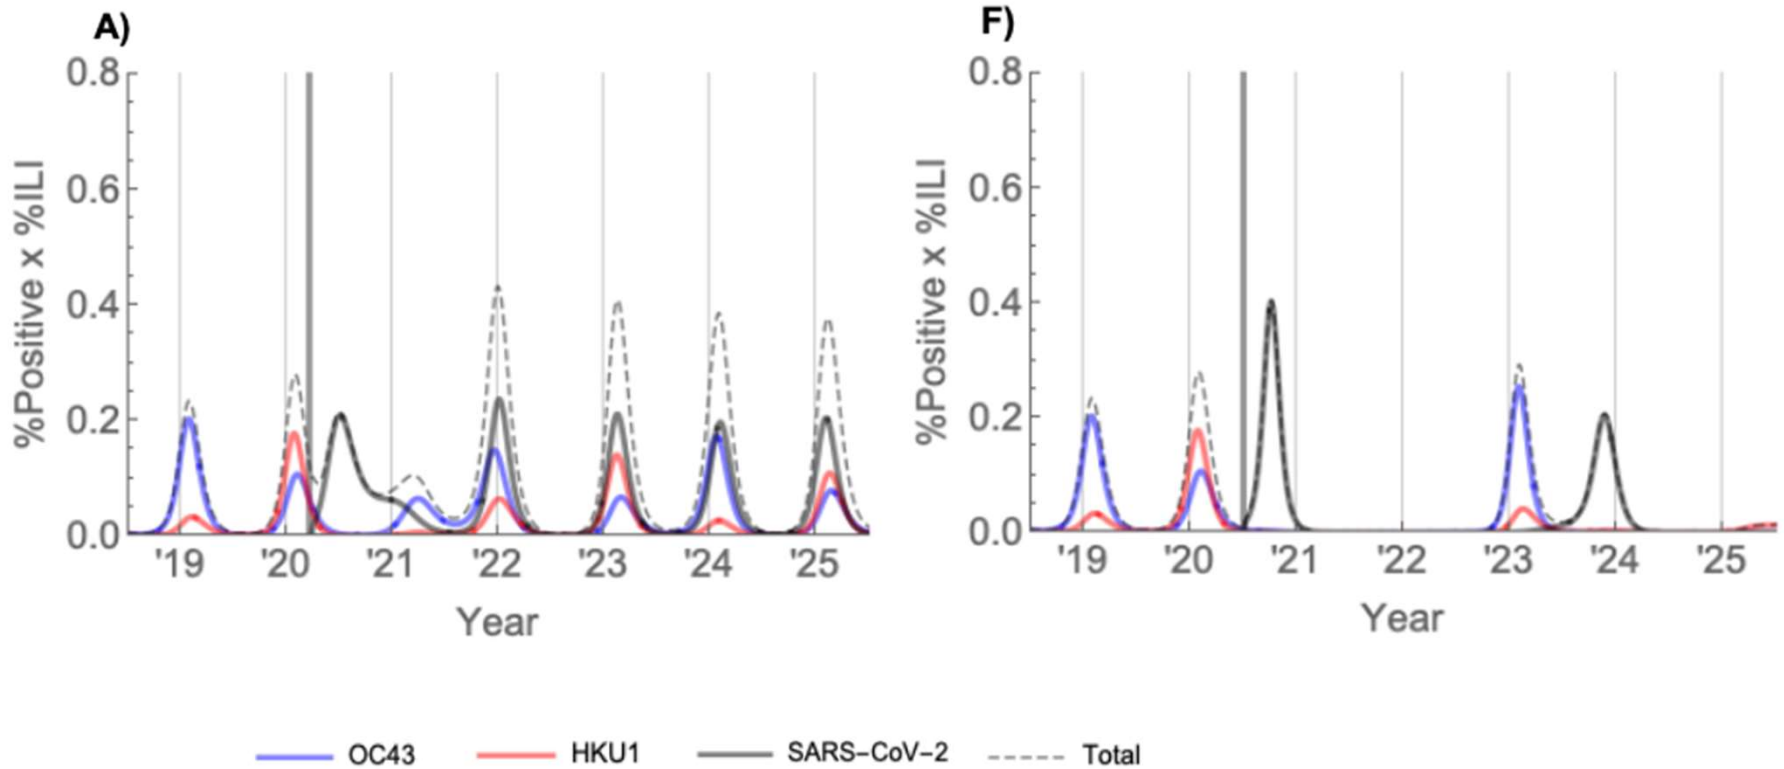 A)
%Positive x %ILI
0.8
0.6
0.4
0.2
0.0
'19 '20 '21 '22 '23 '24 '25
Year
F)
%Positive x %ILI
0.8
0.6
0.4
0.2
0.0
'19 '20 '21 '22 '23 '24 '25
Year
OC43 HKU1 SARS–CoV–2 Total